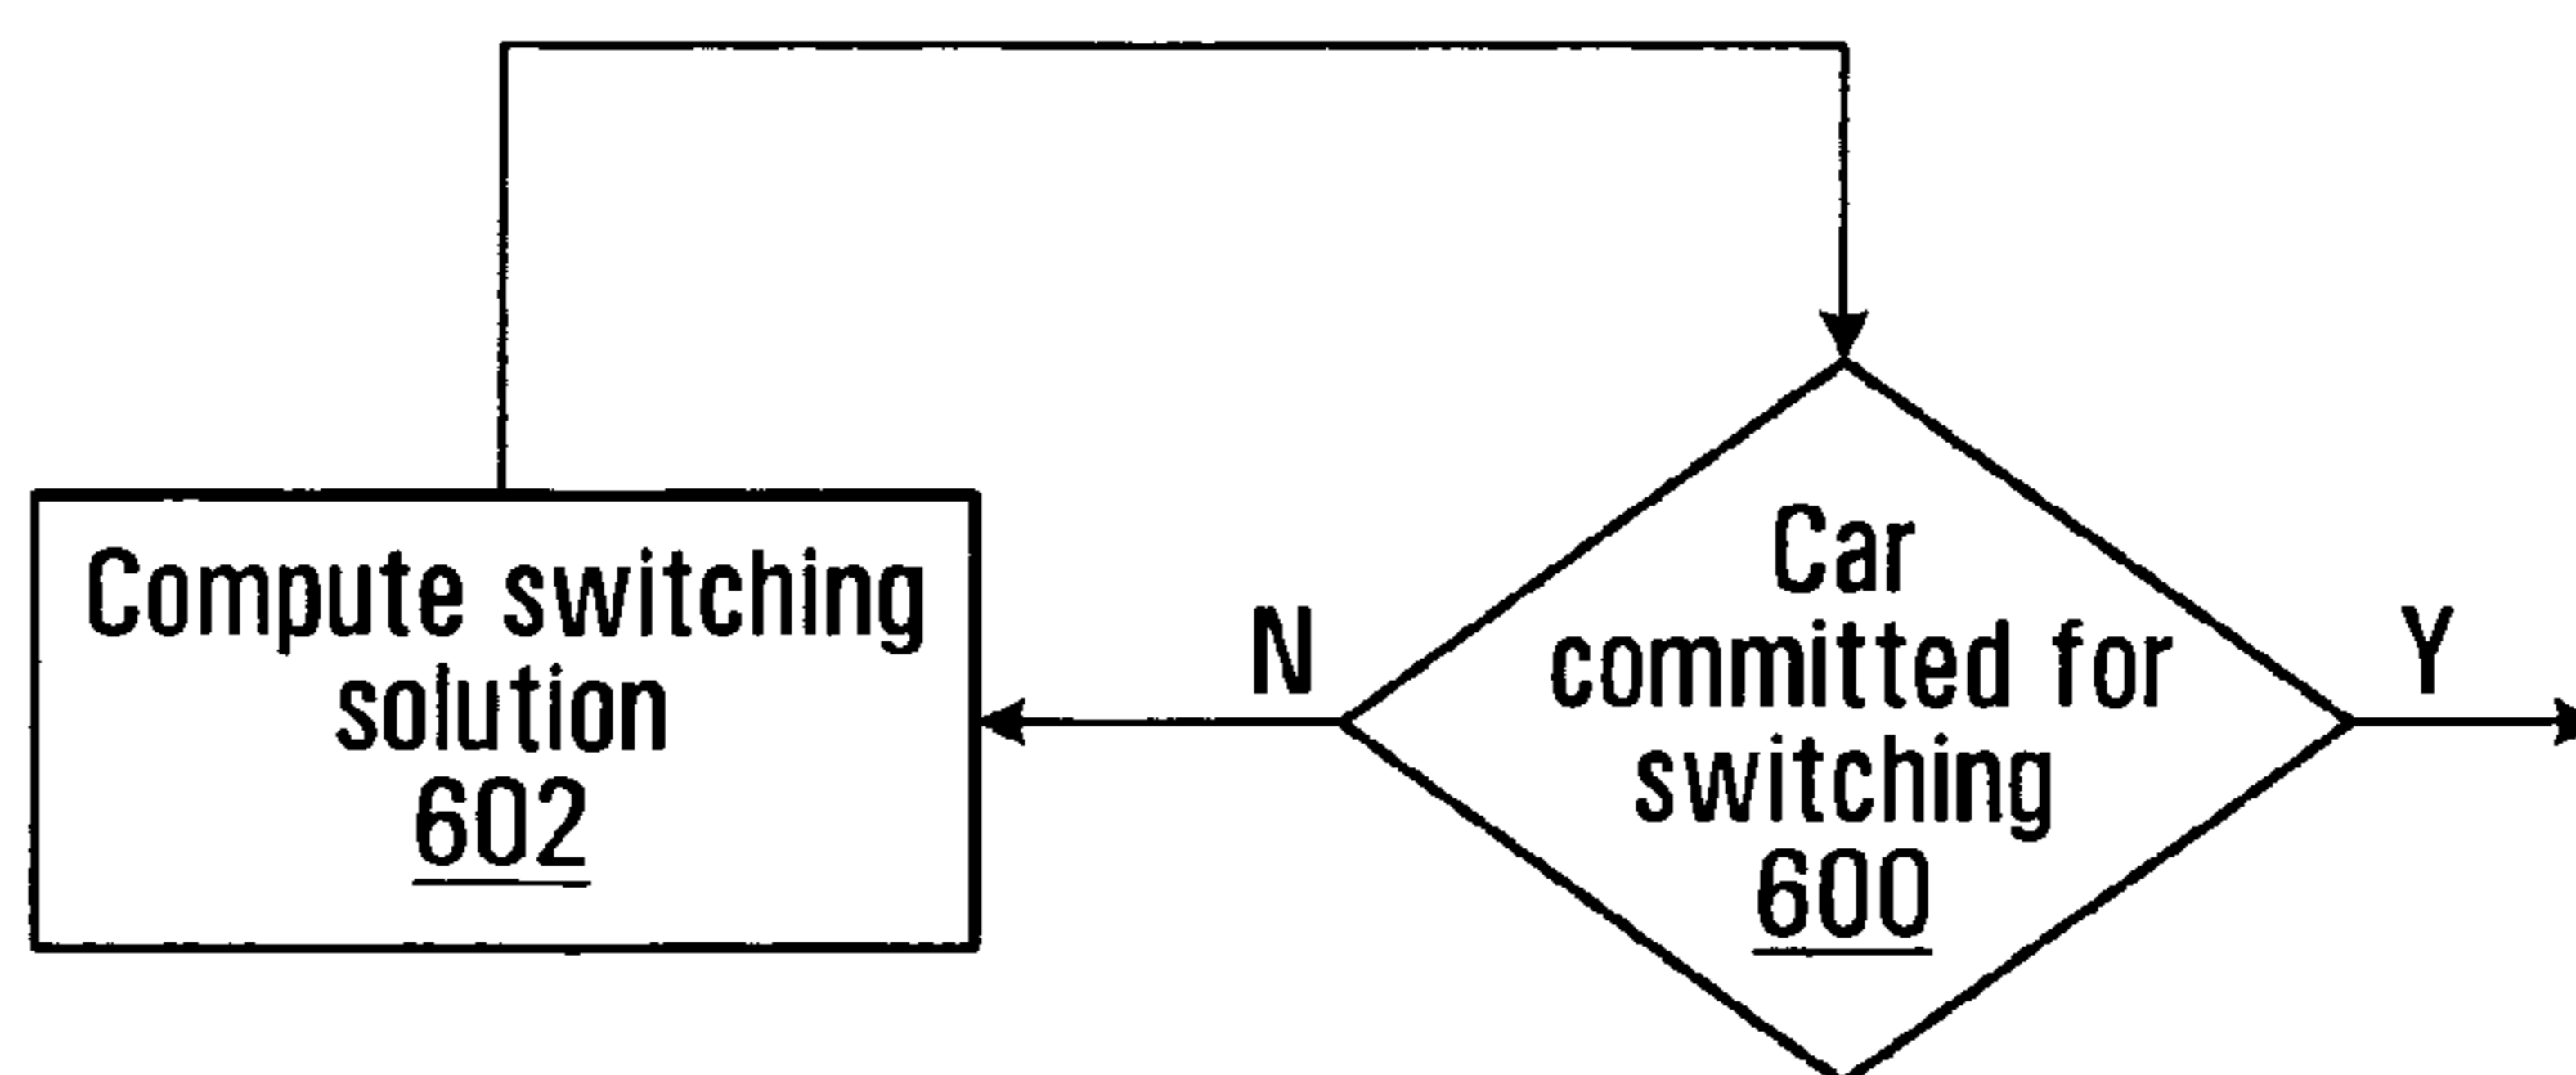 Compute switching
solution
602
N
Car
committed for
switching
600
Y